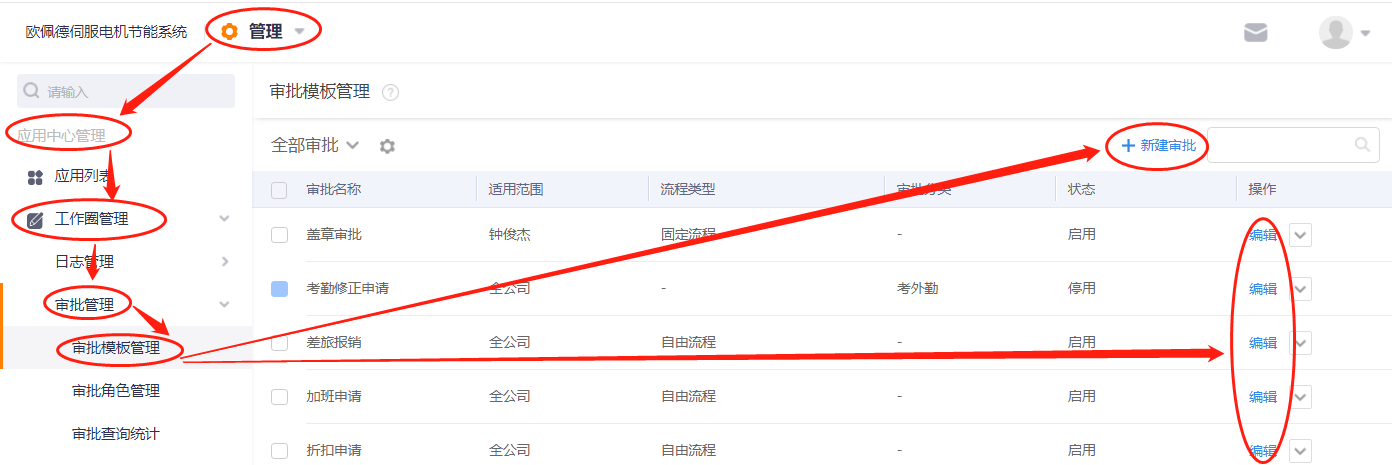 欧佩德伺服电机节能系统 管理
请输入
应用中心管理
应用列表
工作圈管理
日志管理
审批管理
审批模板管理
审批角色管理
审批查询统计
审批模板管理 ?
全部审批 + 新建审批
审批名称 适用范围 流程类型 审批分类 状态 操作
盖章审批 钟俊杰 固定流程 - 启用 编辑
考勤修正申请 全公司 - 考外勤 停用 编辑
差旅报销 全公司 自由流程 - 启用 编辑
加班申请 全公司 自由流程 - 启用 编辑
折扣申请 全公司 自由流程 - 启用 编辑